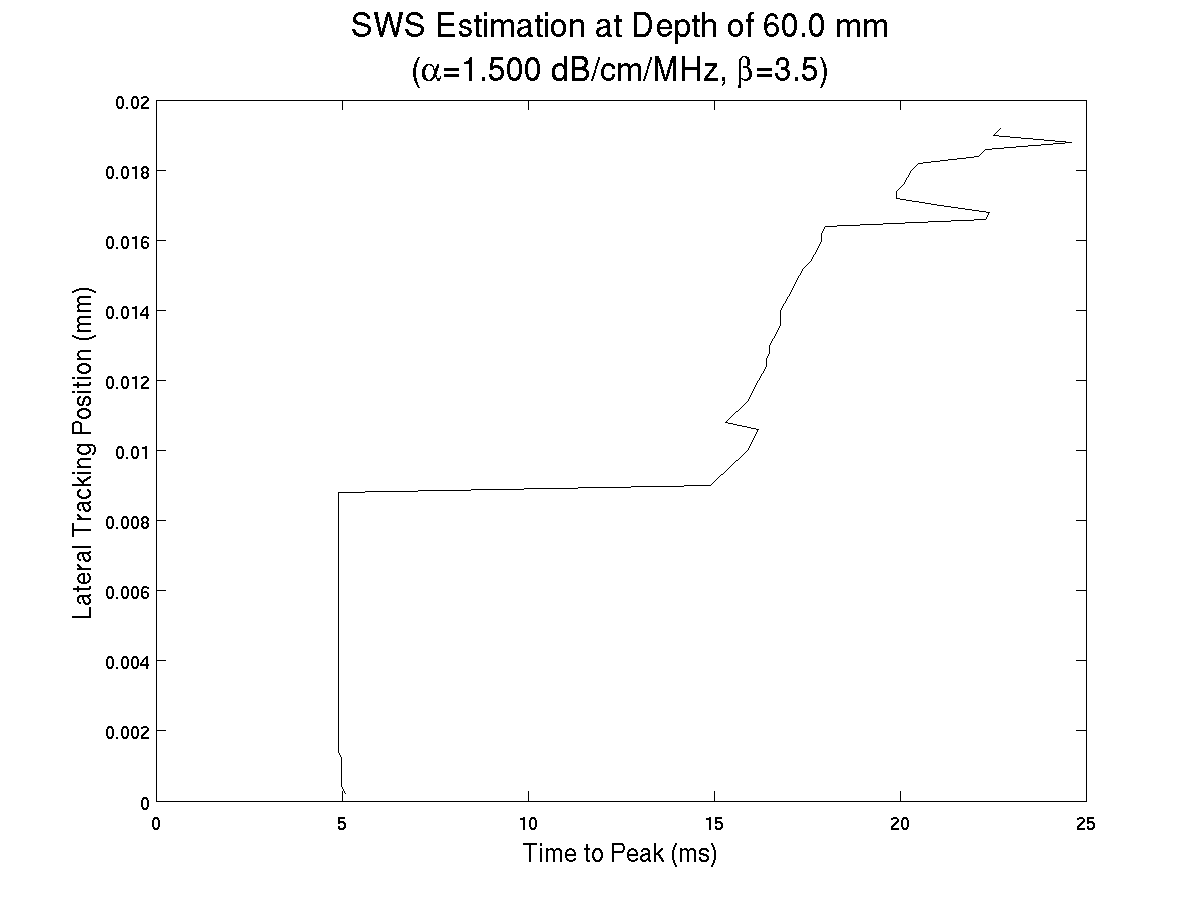 SWS Estimation at Depth of 60.0 mm
(α=1.500 dB/cm/MHz, β=3.5)
0.02
0.018
0.016
0.014
0.012
0.01
0.008
0.006
0.004
0.002
0
Lateral Tracking Position (mm)
0 5 10 15 20 25
Time to Peak (ms)